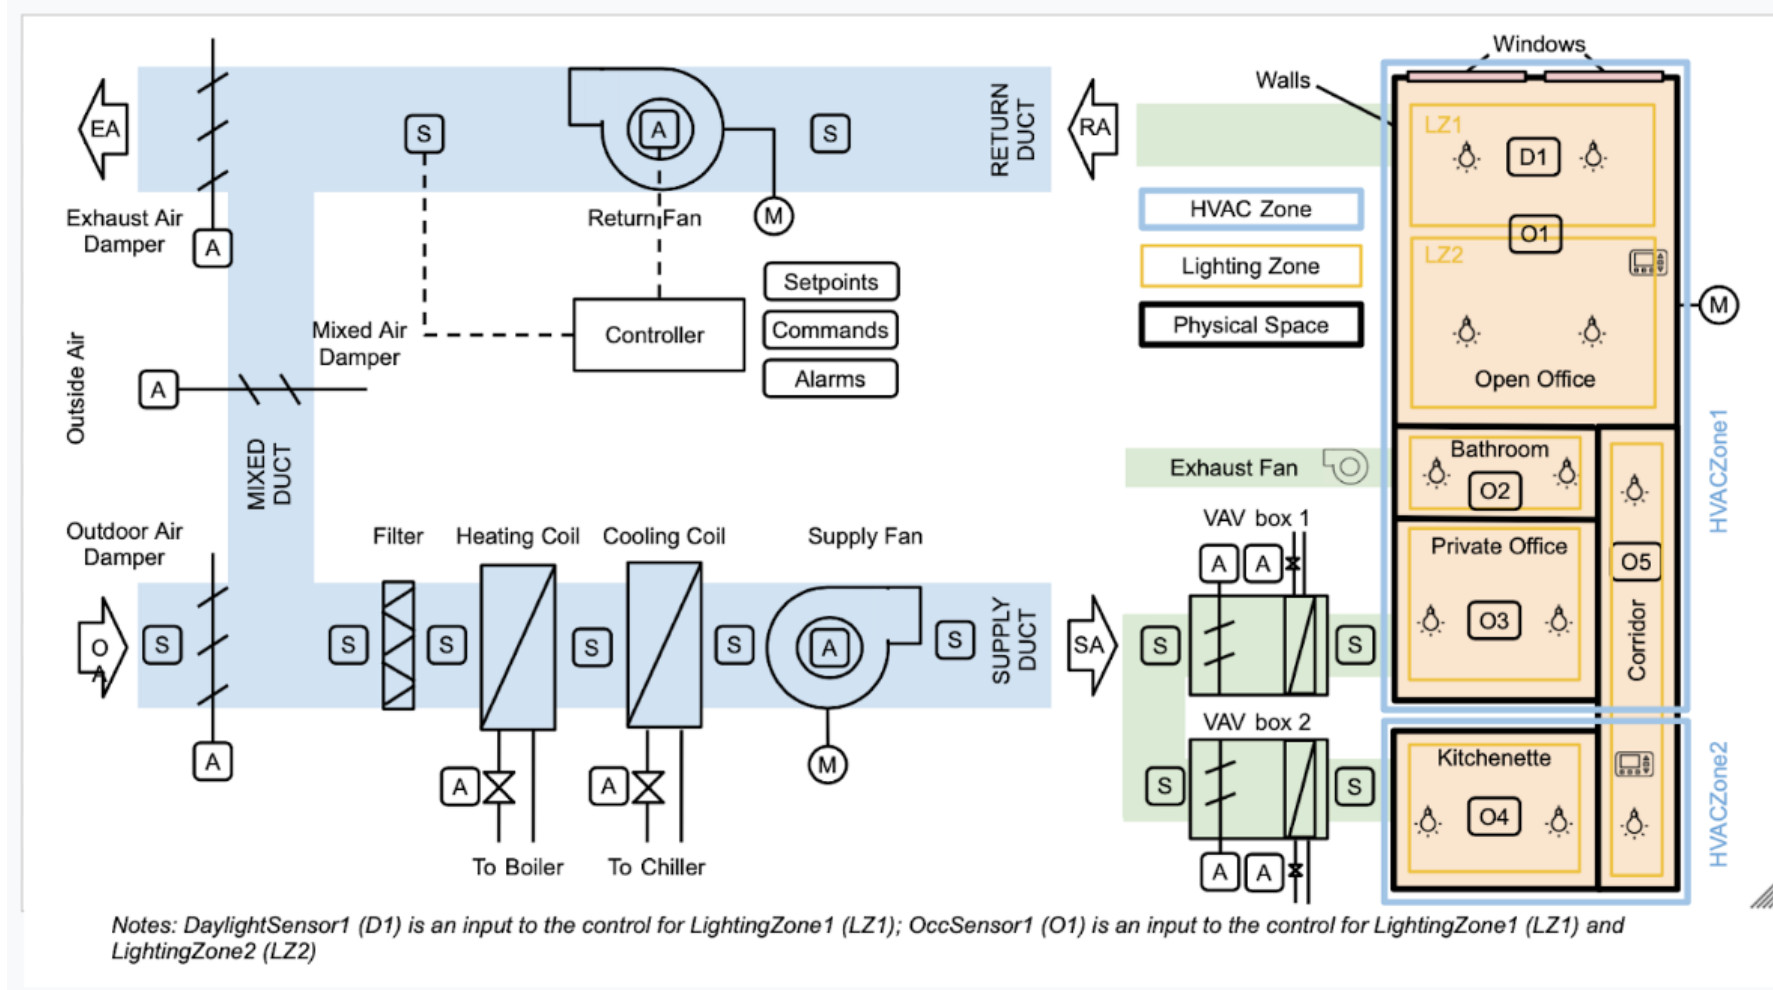 Windows
Walls
EA
S
A
S
RETURN
DUCT
RA
LZ1
D1
HVAC Zone
Exhaust Air
Damper
A
Return Fan
M
O1
LZ2
Lighting Zone
Setpoints
Physical Space
Mixed Air
Damper
Controller
Commands
Alarms
M
Outside Air
A
Open Office
MIXED
DUCT
HVACZone1
Exhaust Fan
Bathroom
O2
Outdoor Air
Damper
Filter
Heating Coil
Cooling Coil
Supply Fan
VAV box 1
A
A
Private Office
O5
O3
Corridor
O
A
S
S
S
S
S
A
S
SUPPLY
DUCT
SA
S
S
A
M
VAV box 2
Kitchenette
HVACZone2
A
A
S
S
O4
To Boiler
To Chiller
A
A
Notes: DaylightSensor1 (D1) is an input to the control for LightingZone1 (LZ1); OccSensor1 (O1) is an input to the control for LightingZone1 (LZ1) and
LightingZone2 (LZ2)